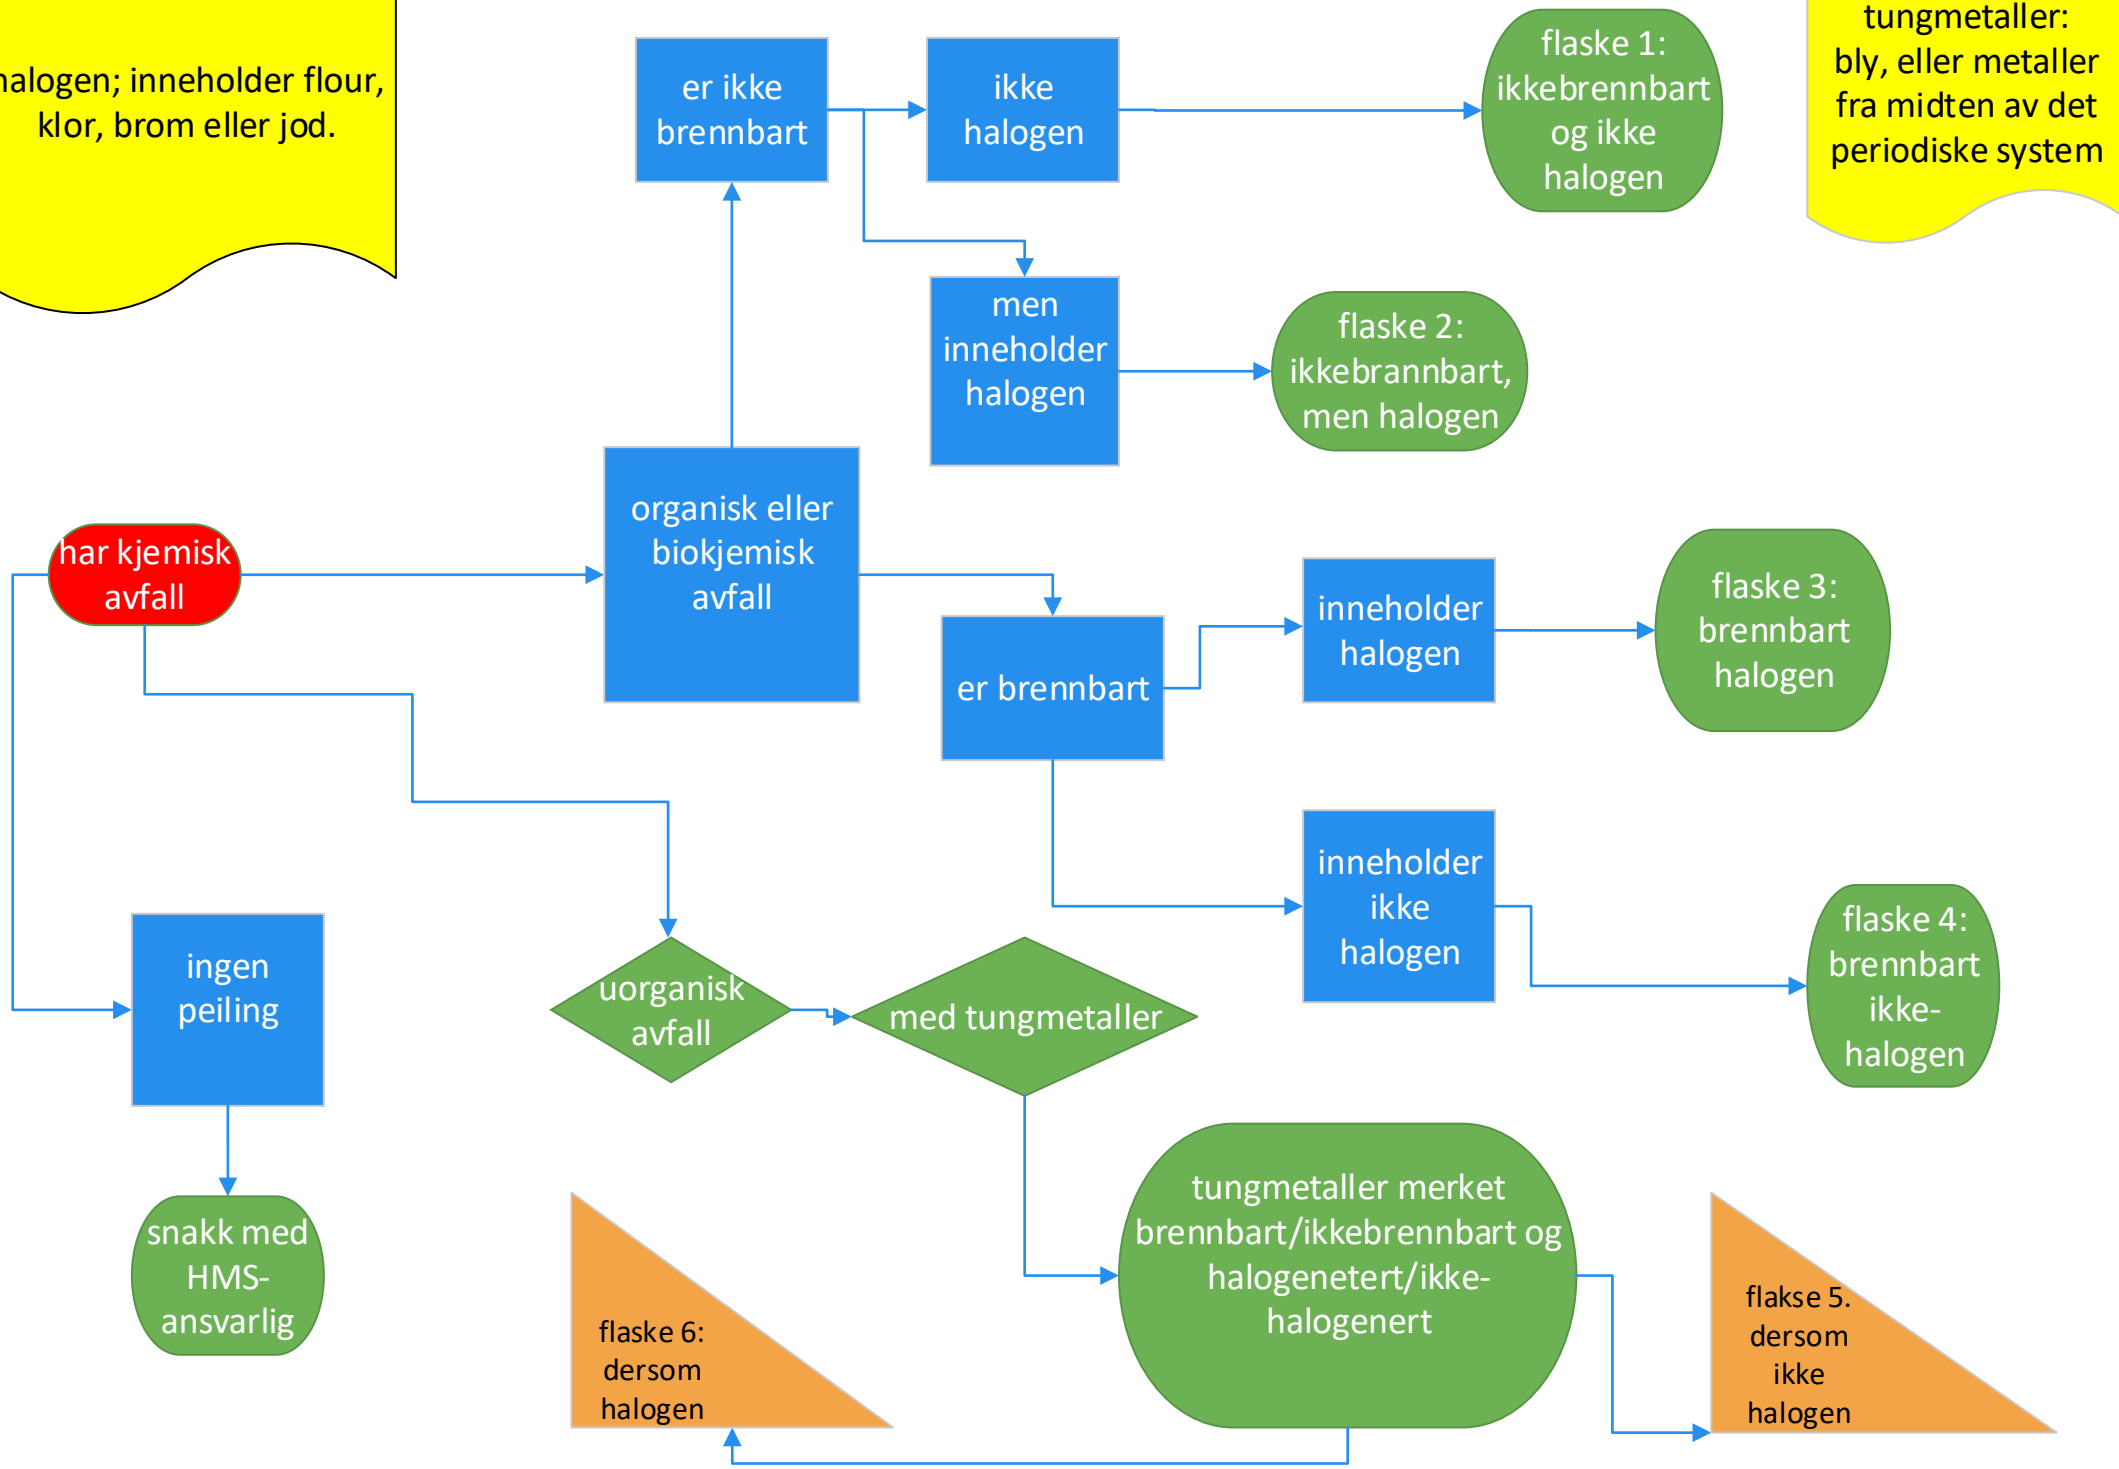 halogen; inneholder flour,
klor, brom eller jod.
er ikke
brennbart
ikke
halogen
flaske 1:
ikkebrennbart
og ikke
halogen
tungmetaller:
bly, eller metaller
fra midten av det
periodiske system
men
inneholder
halogen
flaske 2:
ikkebrannbart,
men halogen
har kjemisk
avfall
organisk eller
biokjemisk
avfall
er brennbart
inneholder
halogen
flaske 3:
brennbart
halogen
inneholder
ikke
halogen
flaske 4:
brennbart
ikke-
halogen
ingen
peiling
uorganisk
avfall
med tungmetaller
snakk med
HMS-
ansvarlig
flaske 6:
dersom
halogen
tungmetaller merket
brennbart/ikkebrennbart og
halogenetert/ikke-
halogenert
flakse 5.
dersom
ikke
halogen